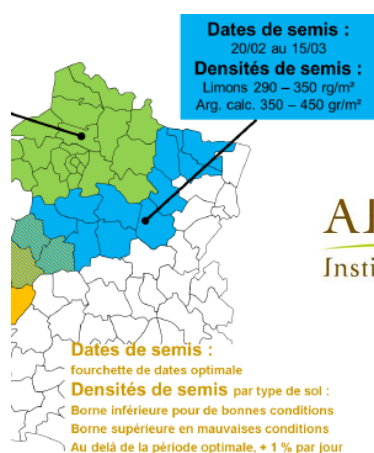 Dates de semis :
20/02 au 15/03
Densités de semis :
Limons 290 – 350 rg/m²
Arg. calc. 350 – 450 gr/m²
Insti
Dates de semis :
fourchette de dates optimale
Densités de semis par type de sol :
Borne inférieure pour de bonnes conditions
Borne supérieure en mauvaises conditions
Au delà de la période optimale, + 1 % par jour